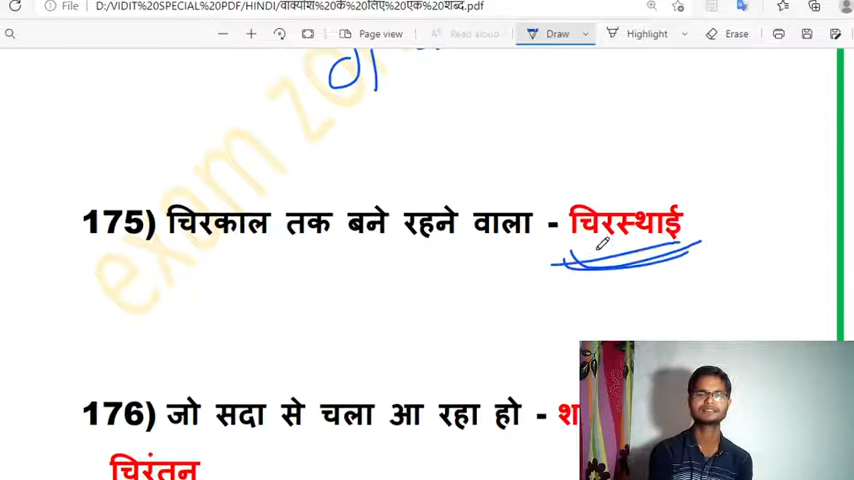 File
D:/VIDIT%20SPECIAL%20PDF/HINDI/वाक्यांश%20के%20लिए%20एक%20शब्द.pdf
Page view
Read aloud
Draw
Highlight
Erase
exam
175) चिरकाल तक बने रहने वाला - चिरस्थाई
176) जो सदा से चला आ रहा हो -
चिरंतन